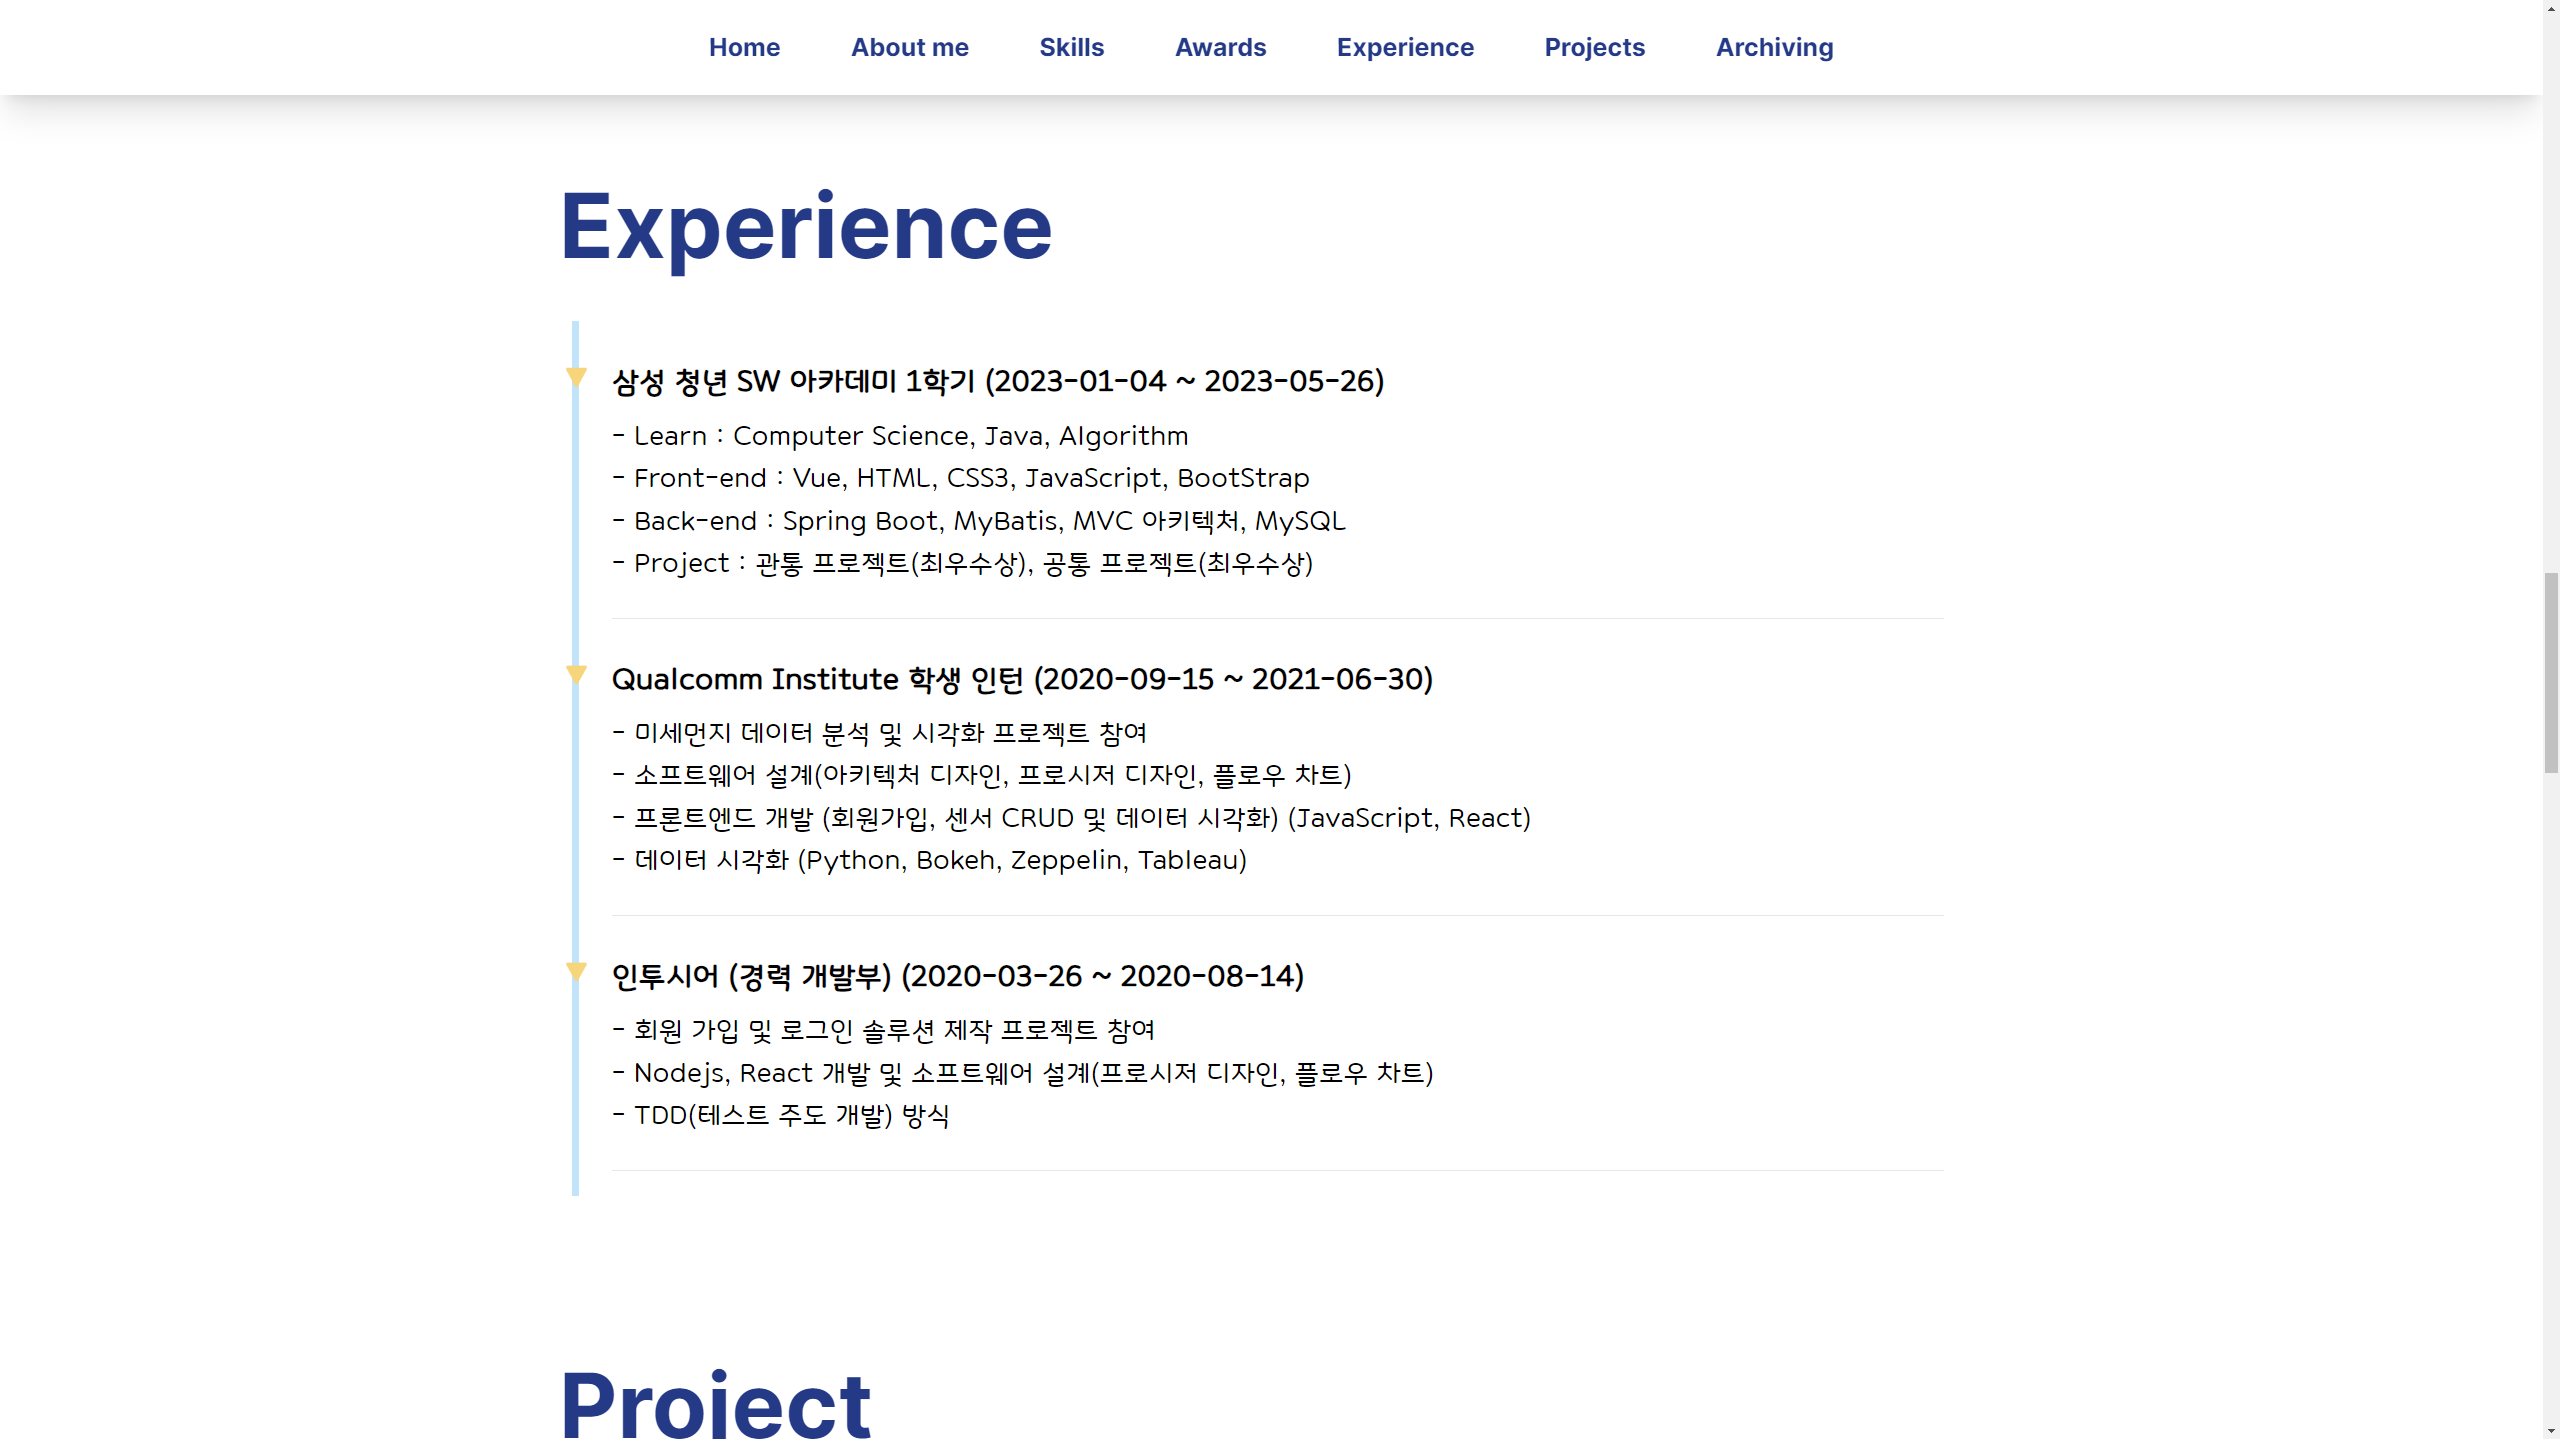 Home About me Skills Awards Experience Projects Archiving
Experience
삼성 청년 SW 아카데미 1학기 (2023-01-04 ~ 2023-05-26)
- Learn : Computer Science, Java, Algorithm
- Front-end : Vue, HTML, CSS3, JavaScript, BootStrap
- Back-end : Spring Boot, MyBatis, MVC 아키텍처, MySQL
- Project : 관통 프로젝트(최우수상), 공통 프로젝트(최우수상)
Qualcomm Institute 학생 인턴 (2020-09-15 ~ 2021-06-30)
- 미세먼지 데이터 분석 및 시각화 프로젝트 참여
- 소프트웨어 설계(아키텍처 디자인, 프로시저 디자인, 플로우 차트)
- 프론트엔드 개발 (회원가입, 센서 CRUD 및 데이터 시각화) (JavaScript, React)
- 데이터 시각화 (Python, Bokeh, Zeppelin, Tableau)
인투시어 (경력 개발부) (2020-03-26 ~ 2020-08-14)
- 회원 가입 및 로그인 솔루션 제작 프로젝트 참여
- Nodejs, React 개발 및 소프트웨어 설계(프로시저 디자인, 플로우 차트)
- TDD(테스트 주도 개발) 방식
Project